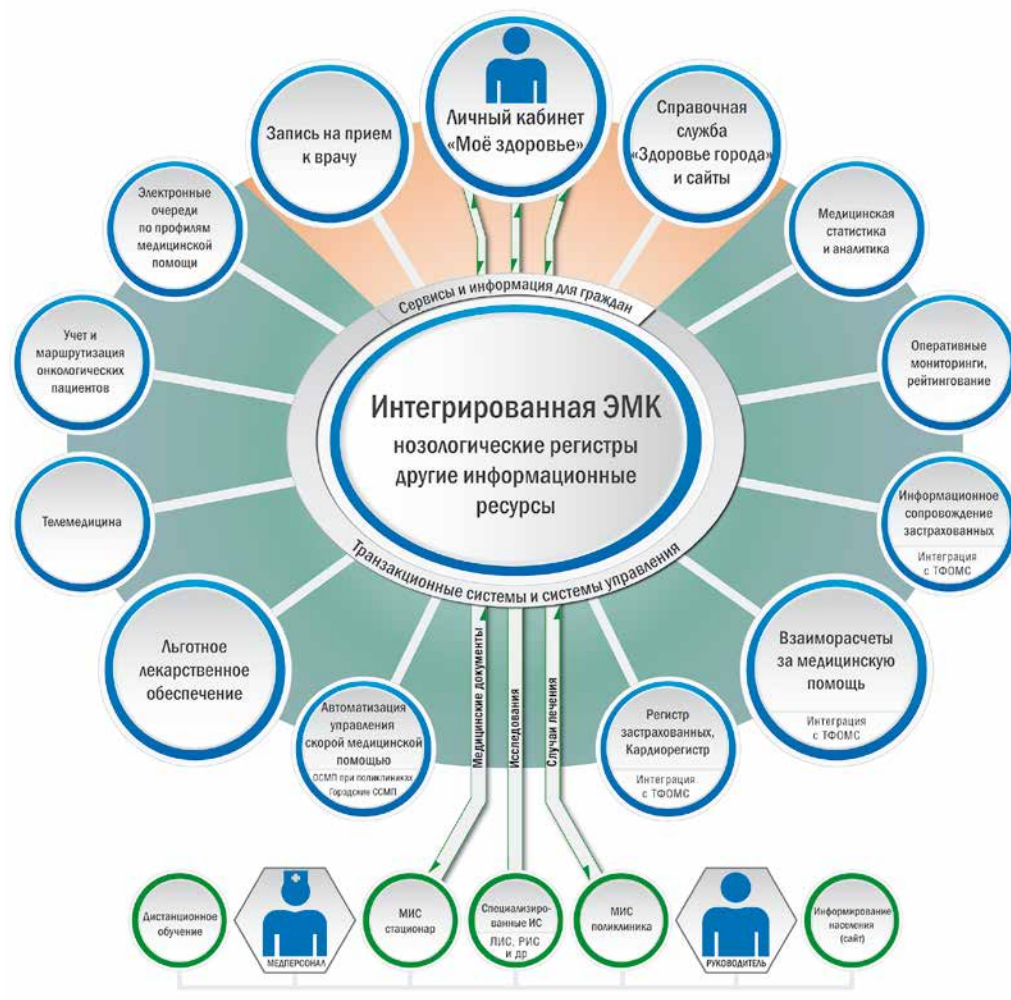 Личный кабинет
«Моё здоровье»
Запись на прием
к врачу
Справочная
служба
«Здоровье города»
и сайты
Электронные
очереди
по профилям
медицинской
помощи
Медицинская
статистика
и аналитика
Сервисы и информация для граждан
Учет и
маршрутизация
онкологических
пациентов
Оперативные
мониторинги,
рейтингование
Интегрированная ЭМК
нозологические регистры
другие информационные
ресурсы
Телемедицина
Информационное
сопровождение
застрахованных
Интеграция
с ТФОМС
Транзакционные системы и системы управления
Льготное
лекарственное
обеспечение
Взаиморасчеты
за медицинскую
помощь
Интеграция
с ТФОМС
Автоматизация
управления
скорой медицинской
помощью
ОСМП при поликлиниках
Городские ССМП
Медицинские документы
Исследования
Случаи лечения
Регистр
застрахованных,
Кардиорегистр
Интеграция
с ТФОМС
Дистанционное
обучение
МЕДПЕРСОНАЛ
МИС
стационар
Специализиро-
ванные ИС
ЛИС, РИС
и др
МИС
поликлиника
РУКОВОДИТЕЛЬ
Информирование
населения
(сайт)